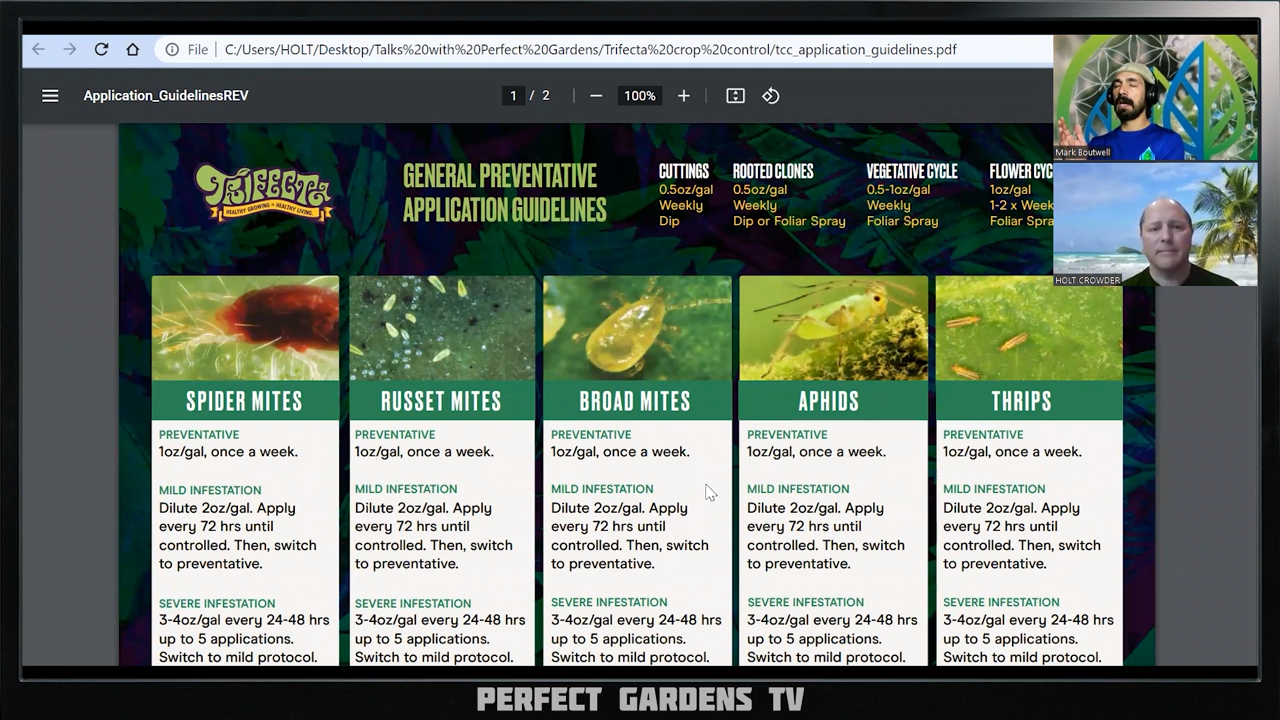 File
C:/Users/HOLT/Desktop/Talks%20with%20Perfect%20Gardens/Trifecta%20crop%20control/tcc_application_guidelines.pdf
Application_GuidelinesREV
1 / 2
100%
Mark Boutwell
HOLT CROWDER
TRIFECTA
HEALTHY GROWING IS HEALTHY LIVING.
GENERAL PREVENTATIVE
APPLICATION GUIDELINES
CUTTINGS
0.5oz/gal
Weekly
Dip
ROOTED CLONES
0.5oz/gal
Weekly
Dip or Foliar Spray
VEGETATIVE CYCLE
0.5-1oz/gal
Weekly
Foliar Spray
FLOWER CYC
1oz/gal
1-2 x Week
Foliar Spra
SPIDER MITES
PREVENTATIVE
1oz/gal, once a week.
MILD INFESTATION
Dilute 2oz/gal. Apply
every 72 hrs until
controlled. Then, switch
to preventative.
SEVERE INFESTATION
3-4oz/gal every 24-48 hrs
up to 5 applications.
Switch to mild protocol.
RUSSET MITES
PREVENTATIVE
1oz/gal, once a week.
MILD INFESTATION
Dilute 2oz/gal. Apply
every 72 hrs until
controlled. Then, switch
to preventative.
SEVERE INFESTATION
3-4oz/gal every 24-48 hrs
up to 5 applications.
Switch to mild protocol.
BROAD MITES
PREVENTATIVE
1oz/gal, once a week.
MILD INFESTATION
Dilute 2oz/gal. Apply
every 72 hrs until
controlled. Then, switch
to preventative.
SEVERE INFESTATION
3-4oz/gal every 24-48 hrs
up to 5 applications.
Switch to mild protocol.
APHIDS
PREVENTATIVE
1oz/gal, once a week.
MILD INFESTATION
Dilute 2oz/gal. Apply
every 72 hrs until
controlled. Then, switch
to preventative.
SEVERE INFESTATION
3-4oz/gal every 24-48 hrs
up to 5 applications.
Switch to mild protocol.
THRIPS
PREVENTATIVE
1oz/gal, once a week.
MILD INFESTATION
Dilute 2oz/gal. Apply
every 72 hrs until
controlled. Then, switch
to preventative.
SEVERE INFESTATION
3-4oz/gal every 24-48 hrs
up to 5 applications.
Switch to mild protocol.
PERFECT GARDENS TV